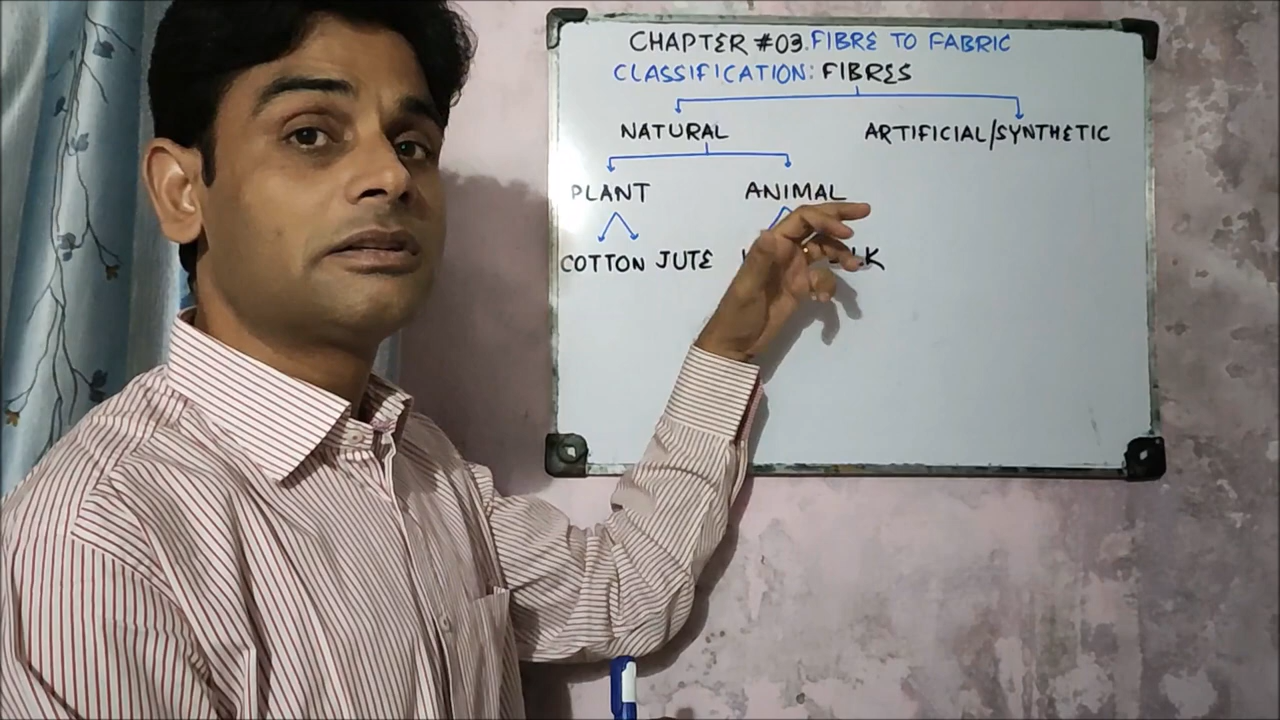 CHAPTER #03. FIBRE TO FABRIC
CLASSIFICATION: FIBRES
NATURAL ARTIFICIAL/SYNTHETIC
PLANT ANIMAL
COTTON JUTE